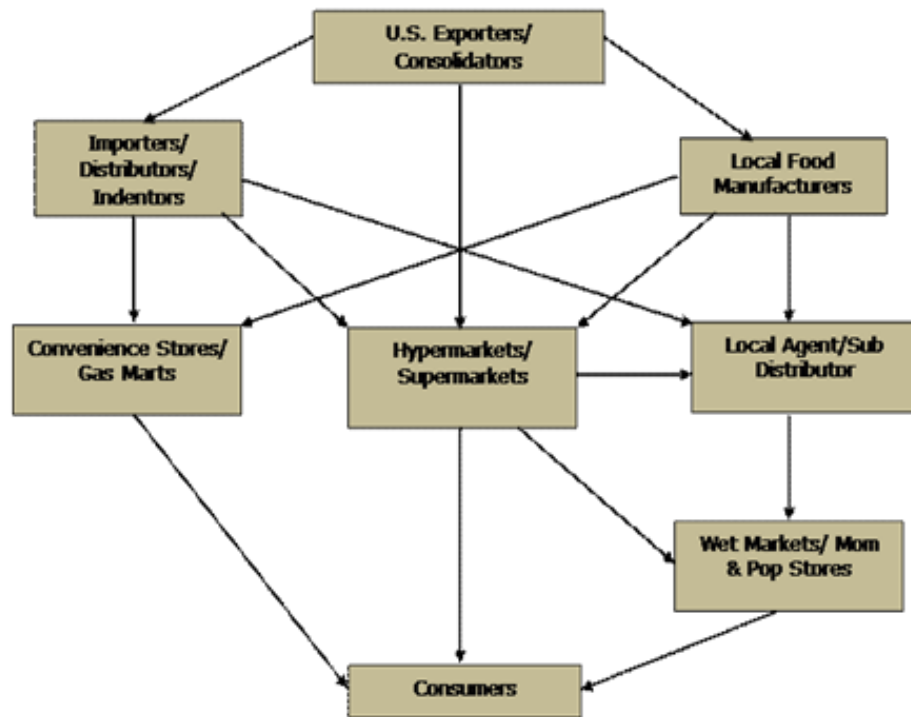 U.S. Exporters/
Consolidators
Importers/
Distributors/
Indentors
Local Food
Manufacturers
Convenience Stores/
Gas Marts
Hypermarkets/
Supermarkets
Local Agent/Sub
Distributor
Wet Markets/ Mom
& Pop Stores
Consumers